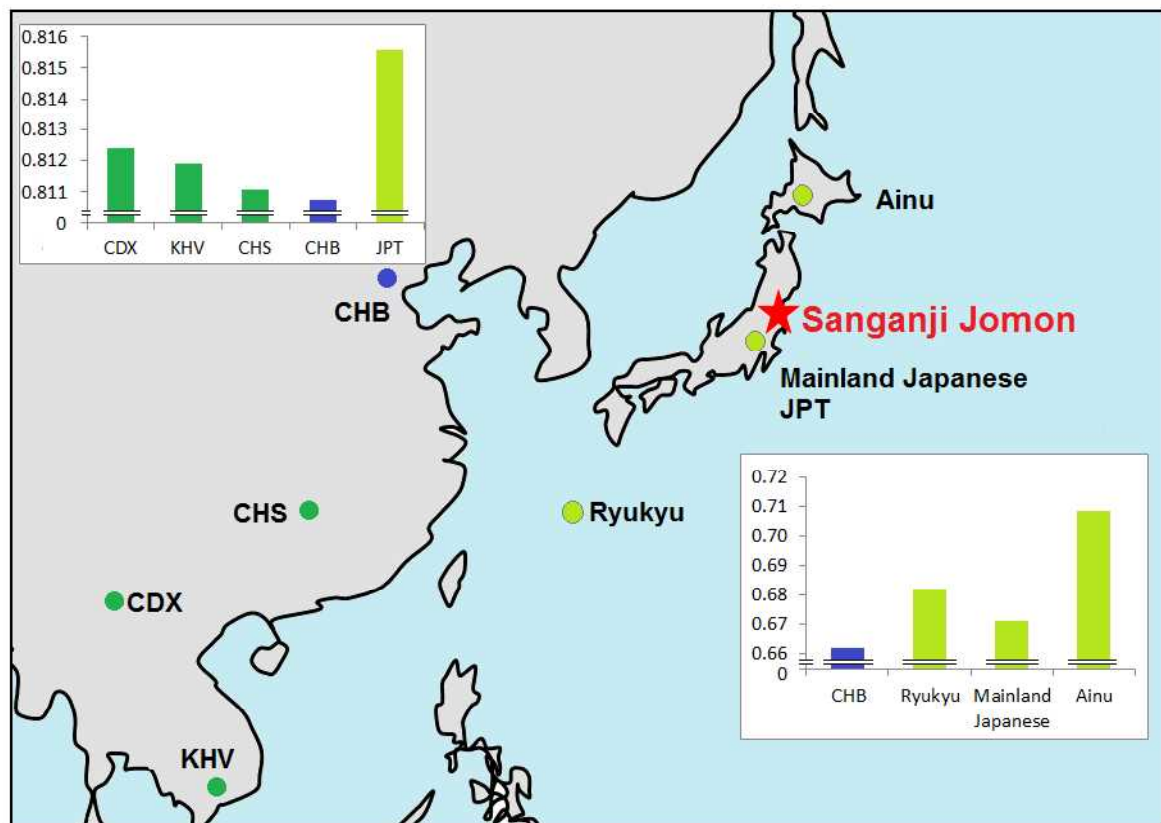 0.816
0.815
0.814
0.813
0.812
0.811
0
CDX KHV CHS CHB JPT
Ainu
CHB
Sanganji Jomon
Mainland Japanese
JPT
CHS
Ryukyu
CDX
KHV
0.72
0.71
0.70
0.69
0.68
0.67
0.66
0
CHB Ryukyu Mainland Ainu
Japanese